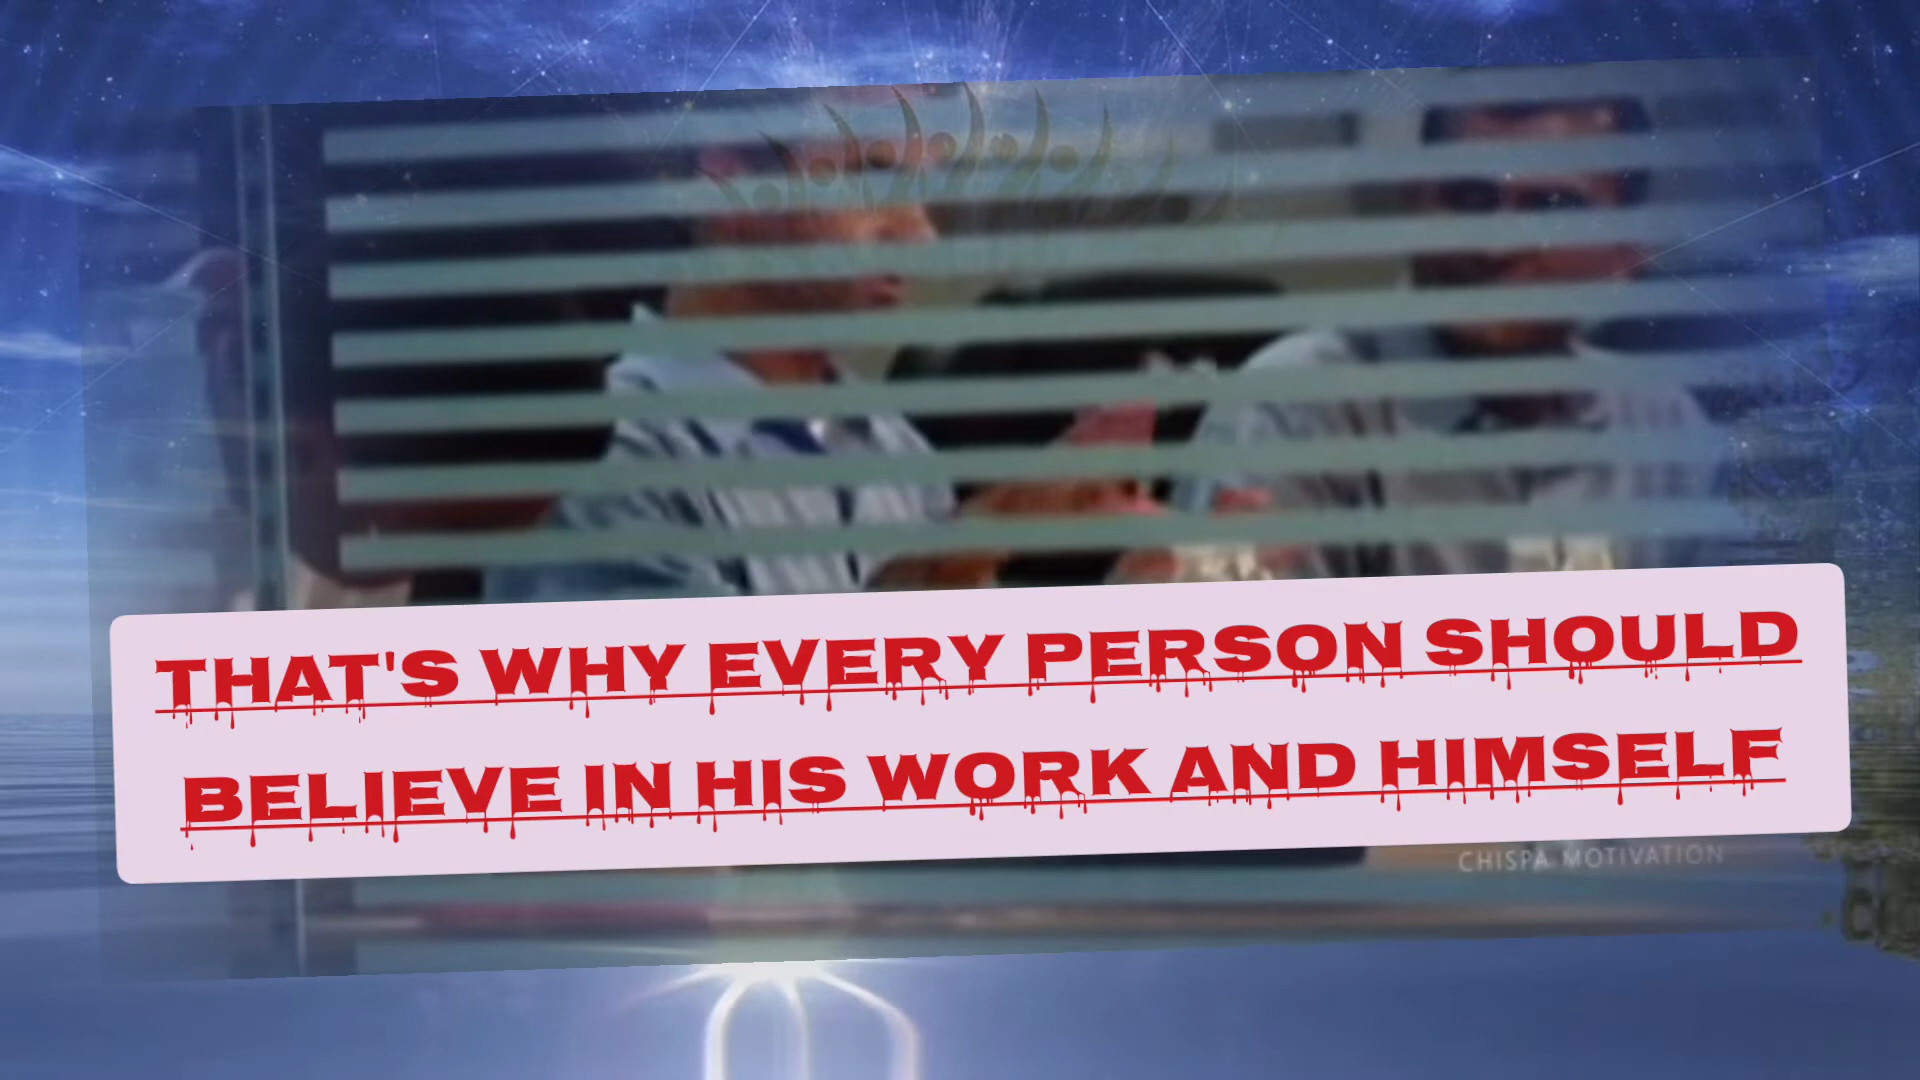 THAT'S WHY EVERY PERSON SHOULD
BELIEVE IN HIS WORK AND HIMSELF
CHISPA MOTIVATION